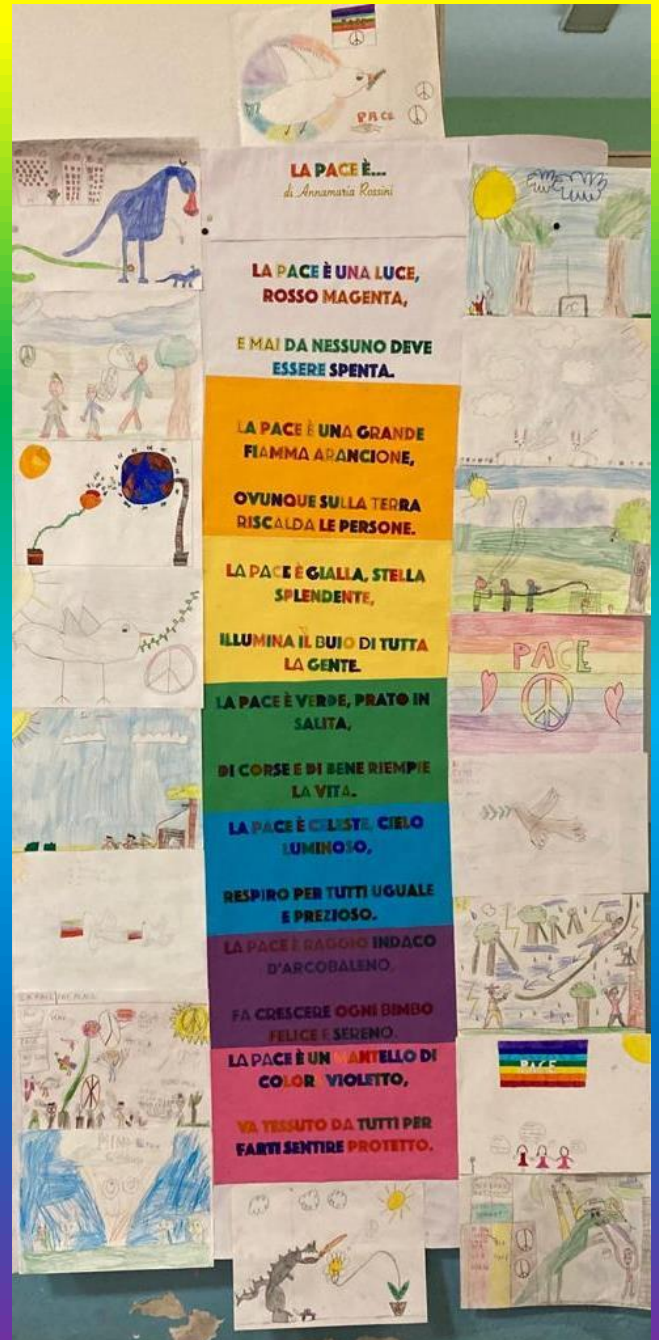 PACE
PACE
LA PACE È...
di Annamaria Rossini
LA PACE È UNA LUCE,
ROSSO MAGENTA,
E MAI DA NESSUNO DEVE
ESSERE SPENTA.
LA PACE È UNA GRANDE
FIAMMA ARANCIONE,
OVUNQUE SULLA TERRA
RISCALDA LE PERSONE.
LA PACE È GIALLA, STELLA
SPLENDENTE,
ILLUMINA IL BUIO DI TUTTA
LA GENTE.
LA PACE È VERDE, PRATO IN
SALITA,
DI CORSE E DI BENE RIEMPIE
LA VITA.
LA PACE È CELESTE, CIELO
LUMINOSO,
RESPIRO PER TUTTI UGUALE
E PREZIOSO.
LA PACE È RAGGIO INDACO
D'ARCOBALENO,
FA CRESCERE OGNI BIMBO
FELICE E SERENO.
LA PACE È UN MANTELLO DI
COLOR VIOLETTO,
VA TESSUTO DA TUTTI PER
FARTI SENTIRE PROTETTO.
PACE
PACE